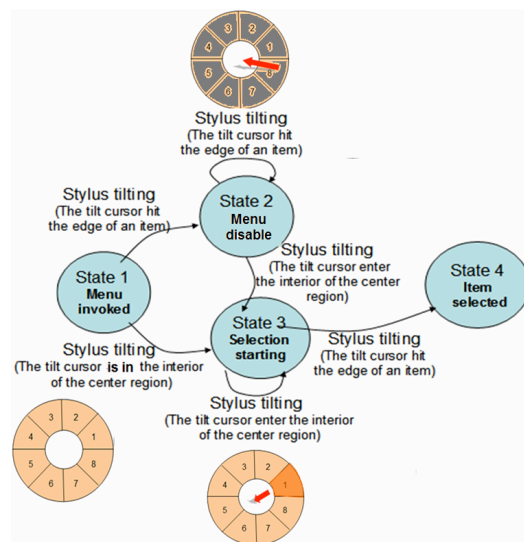 3 2
4 1
5 8
6 7
Stylus tilting
(The tilt cursor hit
the edge of an item)
Stylus tilting
(The tilt cursor hit
the edge of an item)
State 2
Menu
disable
Stylus tilting
(The tilt cursor enter
the interior of the center
region)
State 1
Menu
invoked
State 4
Item
selected
State 3
Selection
starting
Stylus tilting
(The tilt cursor hit
the edge of an item)
Stylus tilting
(The tilt cursor is in the interior
of the center region)
Stylus tilting
(The tilt cursor enter the interior
of the center region)
3 2
4 1
5 8
6 7
3 2
4 1
5 8
6 7